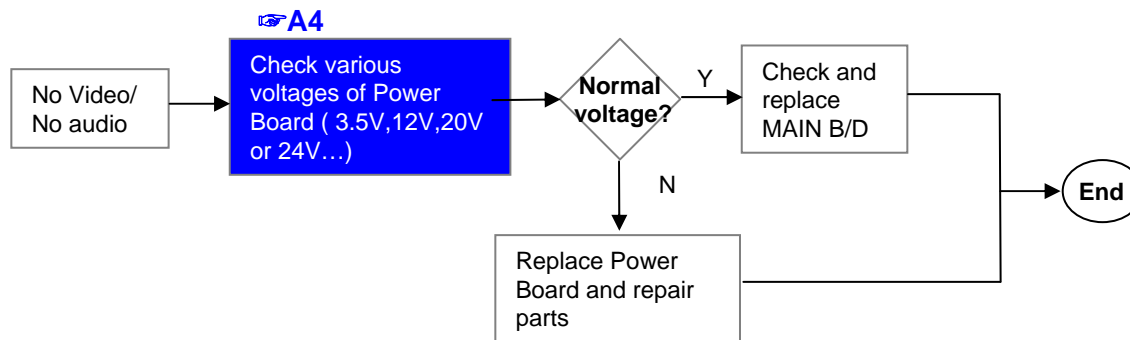 ☞A4
No Video/
No audio
Check various
voltages of Power
Board ( 3.5V,12V,20V
or 24V…)
Normal
voltage?
Y
Check and
replace
MAIN B/D
N
Replace Power
Board and repair
parts
End